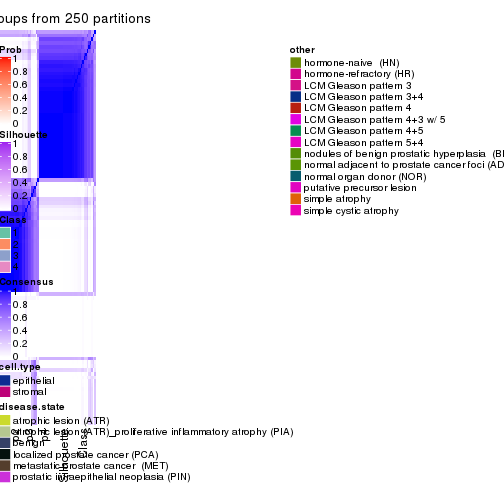 oups from 250 partitions
Prob
1
0.8
0.6
0.4
0.2
0
Silhouette
1
0.8
0.6
0.4
0.2
0
Class
1
2
3
4
Consensus
1
0.8
0.6
0.4
0.2
0
cell.type
epithelial
stromal
disease.state
atrophic lesion (ATR)
atrophic lesion (ATR)_proliferative inflammatory atrophy (PIA)
benign
localized prostate cancer (PCA)
metastatic prostate cancer (MET)
prostatic intraepithelial neoplasia (PIN)
Silhouette
Class
other
hormone-naive (HN)
hormone-refractory (HR)
LCM Gleason pattern 3
LCM Gleason pattern 3+4
LCM Gleason pattern 4
LCM Gleason pattern 4+3 w/ 5
LCM Gleason pattern 4+5
LCM Gleason pattern 5+4
nodules of benign prostatic hyperplasia (B
normal adjacent to prostate cancer foci (AD
normal organ donor (NOR)
putative precursor lesion
simple atrophy
simple cystic atrophy